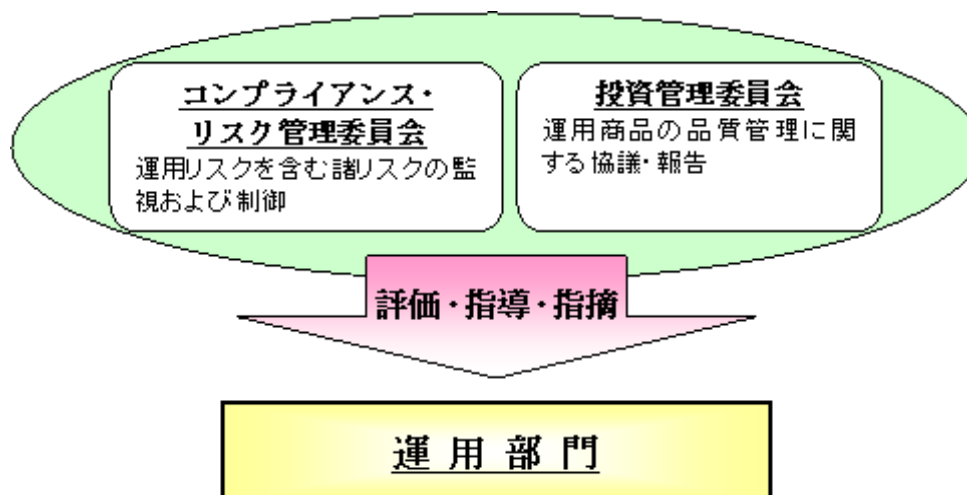 コンプライアンス・
リスク管理委員会
運用リスクを含む諸リスクの監
視および制御
投資管理委員会
運用商品の品質管理に関
する協議・報告
評価・指導・指摘
運用部門